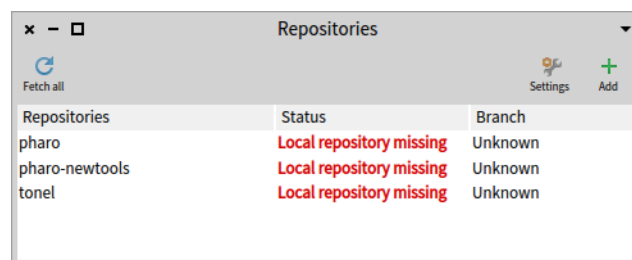 Repositories
Fetch all Settings Add
Repositories Status Branch
pharo Local repository missing Unknown
pharo-newtools Local repository missing Unknown
tonel Local repository missing Unknown